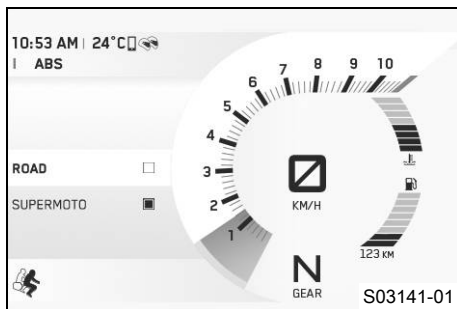 10:53 AM | 24°C
| ABS
ROAD
SUPERMOTO
1
2
3
4
5
6
7
8
9
10
0
KM/H
N
GEAR
123 KM
S03141-01